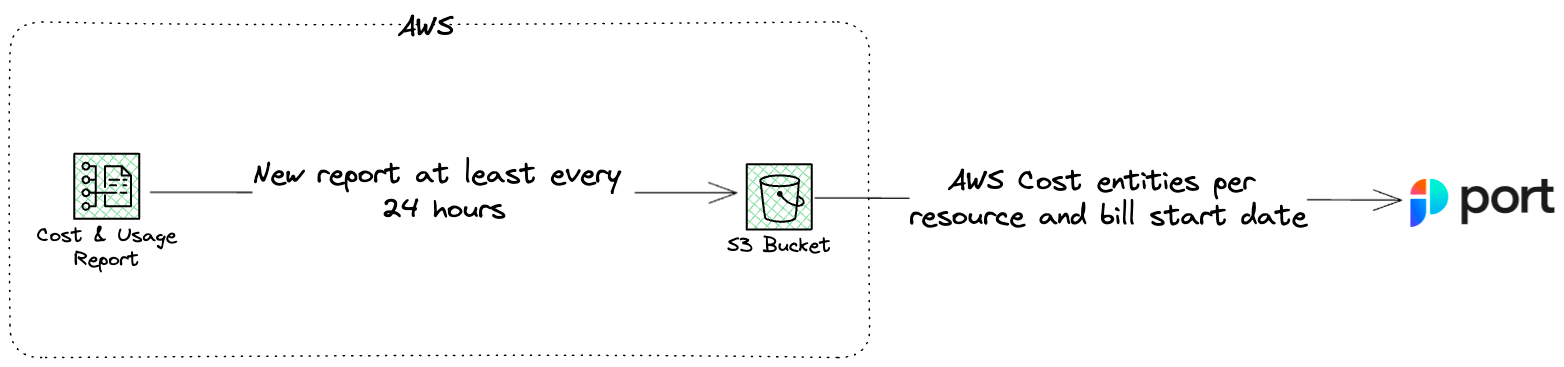 AWS
New report at least every
24 hours
Cost & Usage
Report
S3 Bucket
AWS Cost entities per
resource and bill start date
port